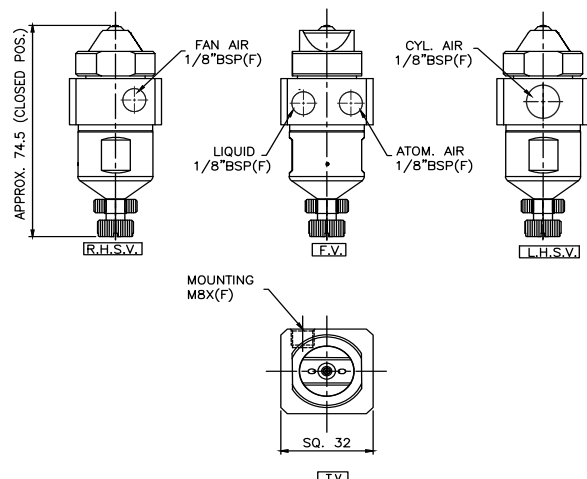 APPROX. 74.5 (CLOSED POS.)
FAN AIR
1/8"BSP(F)
R.H.S.V.
LIQUID
1/8"BSP(F)
ATOM. AIR
1/8"BSP(F)
F.V.
CYL. AIR
1/8"BSP(F)
L.H.S.V.
MOUNTING
M8X(F)
SQ. 32
T.V.